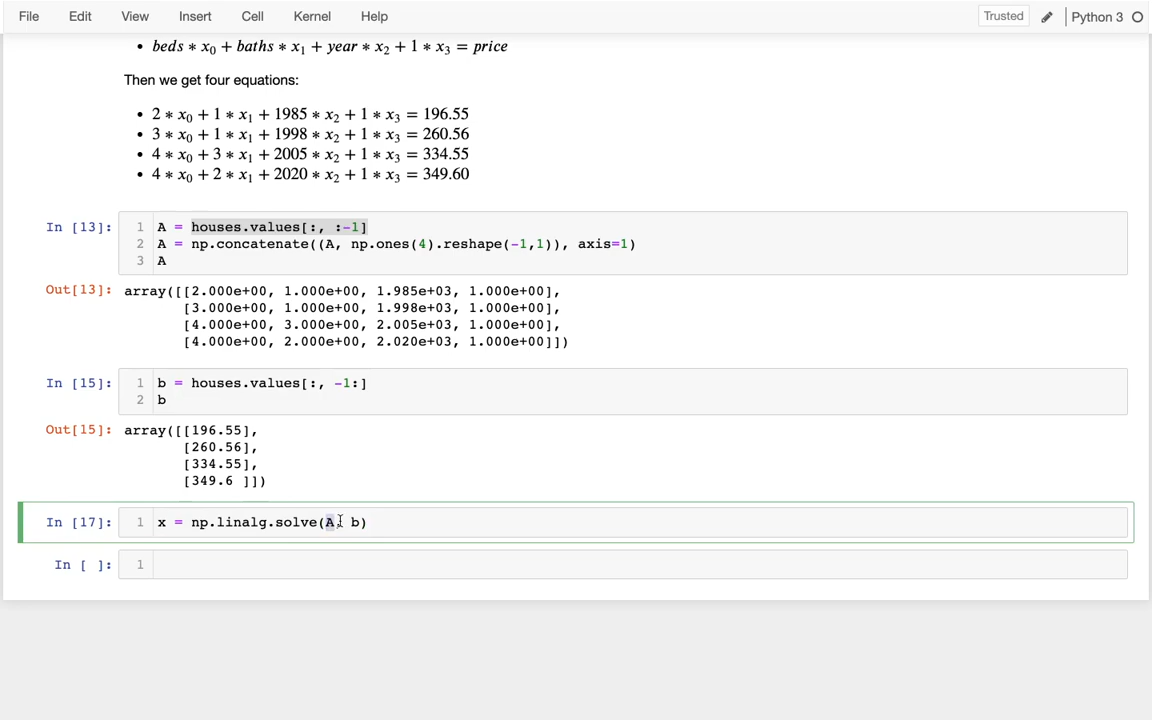 File Edit View Insert Cell Kernel Help Trusted Python 3
• beds * x₀ + baths * x₁ + year * x₂ + 1 * x₃ = price
Then we get four equations:
• 2 * x₀ + 1 * x₁ + 1985 * x₂ + 1 * x₃ = 196.55
• 3 * x₀ + 1 * x₁ + 1998 * x₂ + 1 * x₃ = 260.56
• 4 * x₀ + 3 * x₁ + 2005 * x₂ + 1 * x₃ = 334.55
• 4 * x₀ + 2 * x₁ + 2020 * x₂ + 1 * x₃ = 349.60
In [13]: 1 A = houses.values[:, :-1]
2 A = np.concatenate((A, np.ones(4).reshape(-1,1)), axis=1)
3 A
Out[13]: array([[2.000e+00, 1.000e+00, 1.985e+03, 1.000e+00],
[3.000e+00, 1.000e+00, 1.998e+03, 1.000e+00],
[4.000e+00, 3.000e+00, 2.005e+03, 1.000e+00],
[4.000e+00, 2.000e+00, 2.020e+03, 1.000e+00]])
In [15]: 1 b = houses.values[:, -1:]
2 b
Out[15]: array([[196.55],
[260.56],
[334.55],
[349.6 ]])
In [17]: 1 x = np.linalg.solve(A, b)
In [ ]: 1